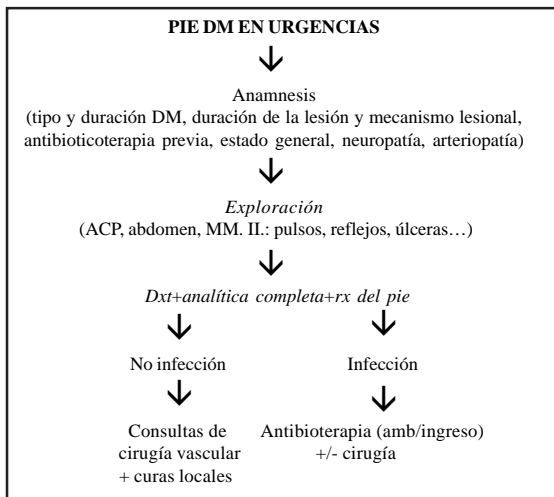 PIE DM EN URGENCIAS
Anamnesis
(tipo y duración DM, duración de la lesión y mecanismo lesional,
antibioticoterapia previa, estado general, neuropatía, arteriopatía)
Exploración
(ACP, abdomen, MM. II.: pulsos, reflejos, úlceras…)
Dxt+analítica completa+rx del pie
No infección
Infección
Consultas de
cirugía vascular
+ curas locales
Antibioterapia (amb/ingreso)
+/- cirugía